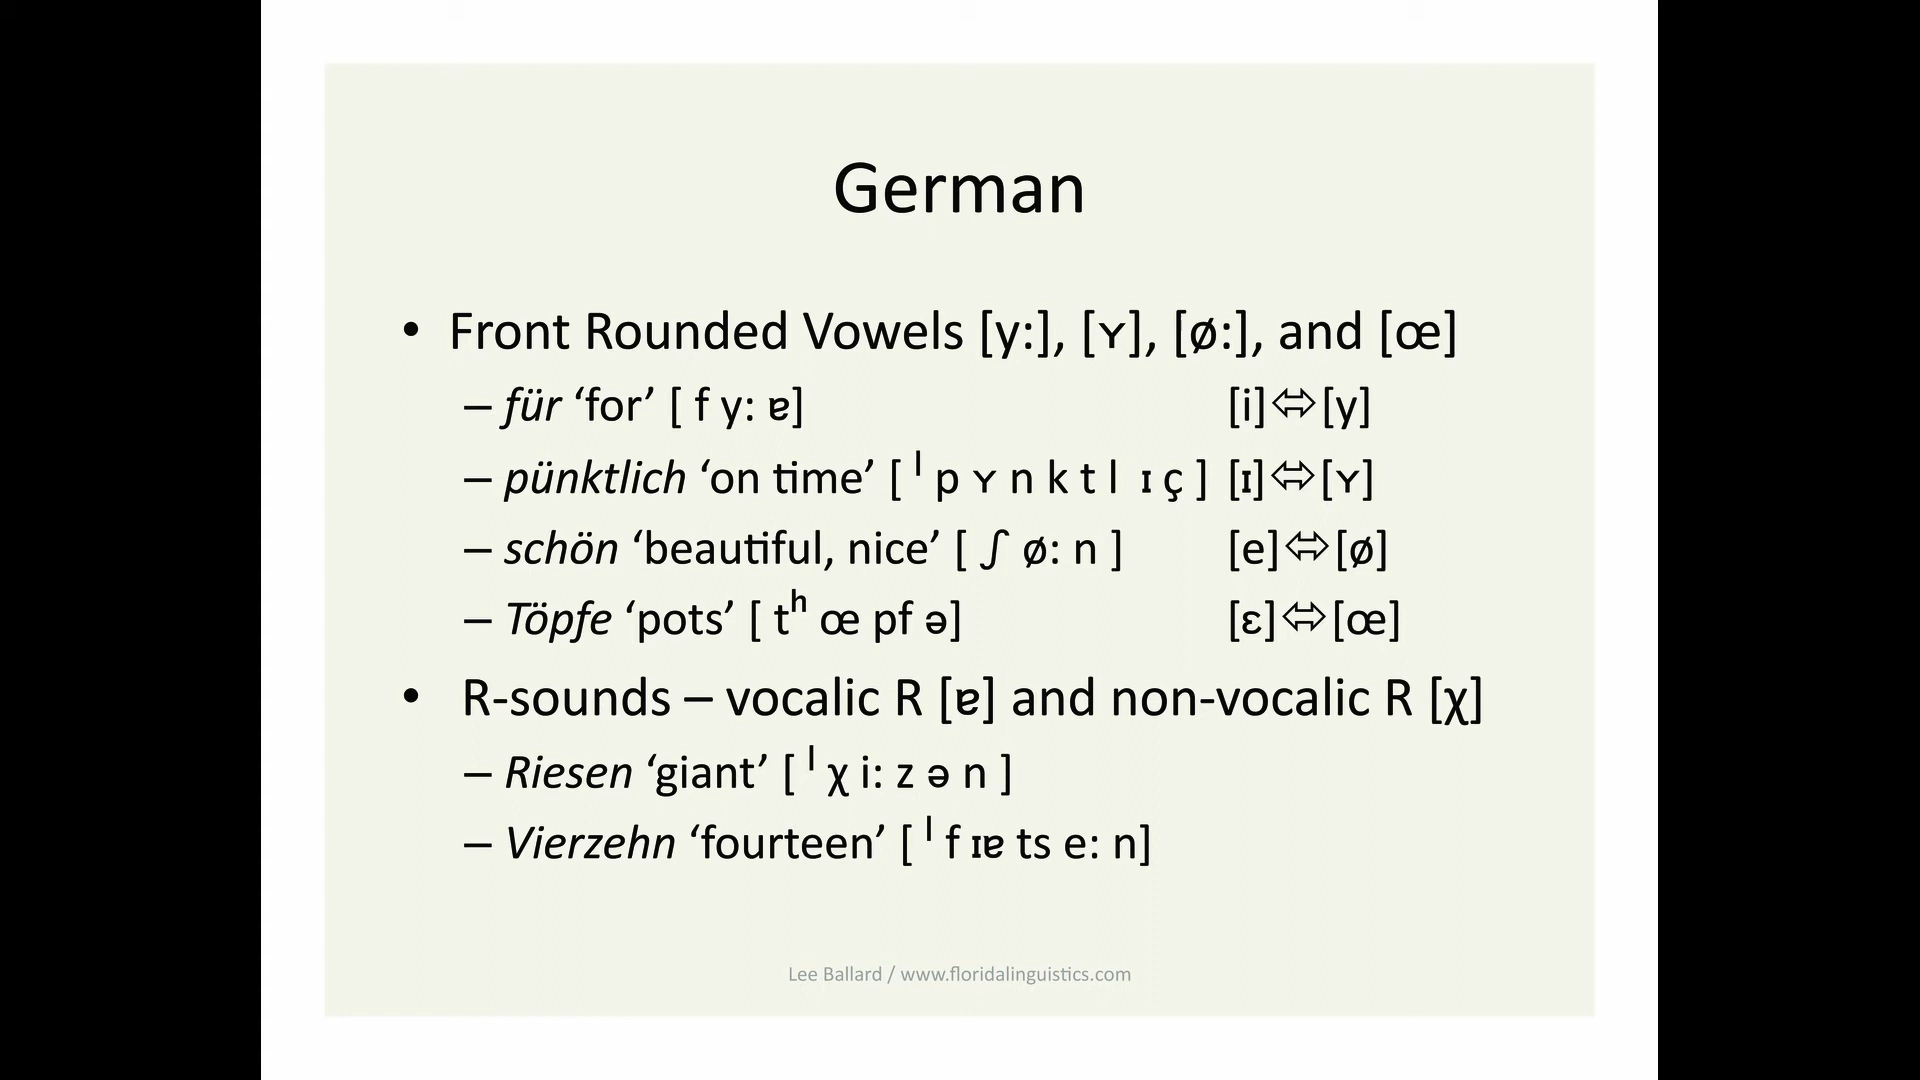 German
• Front Rounded Vowels [y:], [ʏ], [ø:], and [œ]
– für ‘for’ [ f y: ɐ] [i]⬄[y]
– pünktlich ‘on time’ [ ˈ p ʏ n k t l ɪ ç ] [ɪ]⬄[ʏ]
– schön ‘beautiful, nice’ [ ʃ ø: n ] [e]⬄[ø]
– Töpfe ‘pots’ [ tʰ œ pf ə] [ɛ]⬄[œ]
• R-sounds – vocalic R [ɐ] and non-vocalic R [χ]
– Riesen ‘giant’ [ ˈ χ i: z ə n ]
– Vierzehn ‘fourteen’ [ ˈ f ɪɐ ts e: n]
Lee Ballard / www.floridalinguistics.com